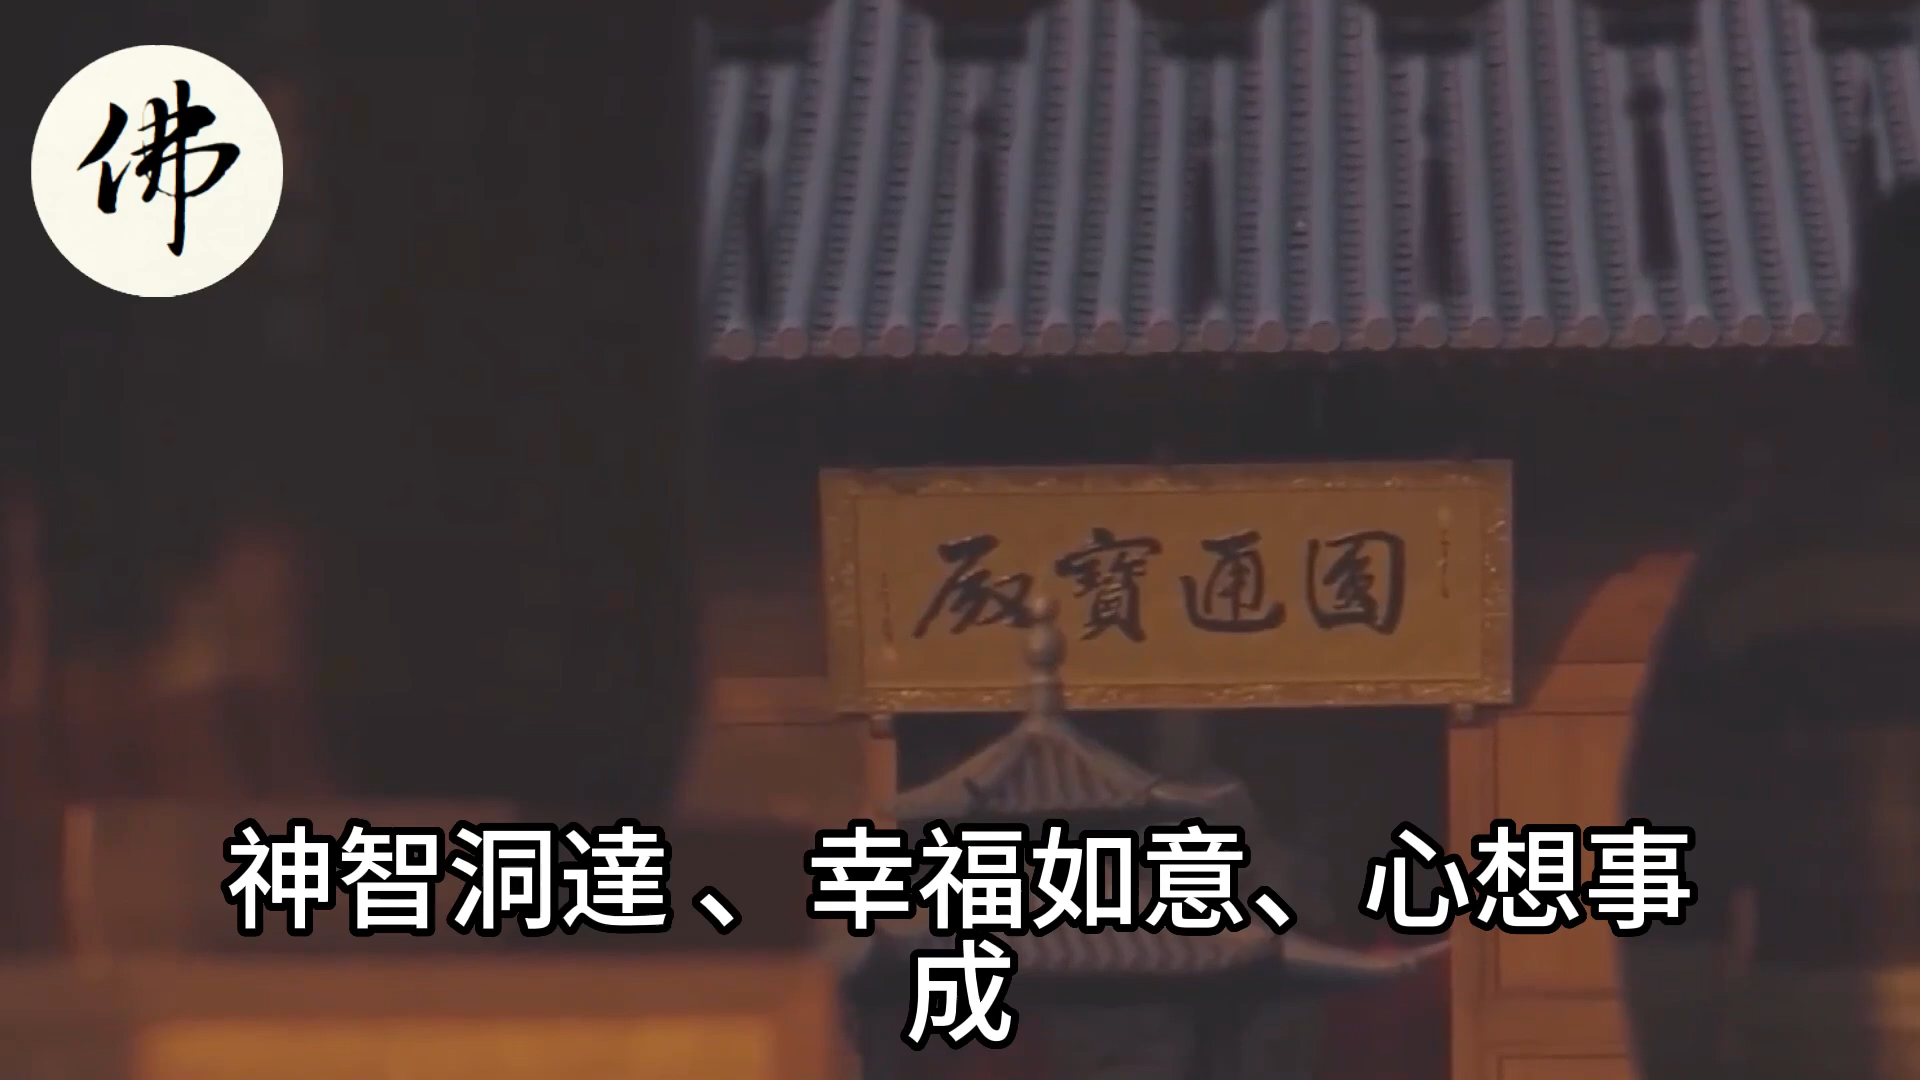 佛
圓通寶殿
神智洞達、幸福如意、心想事
成